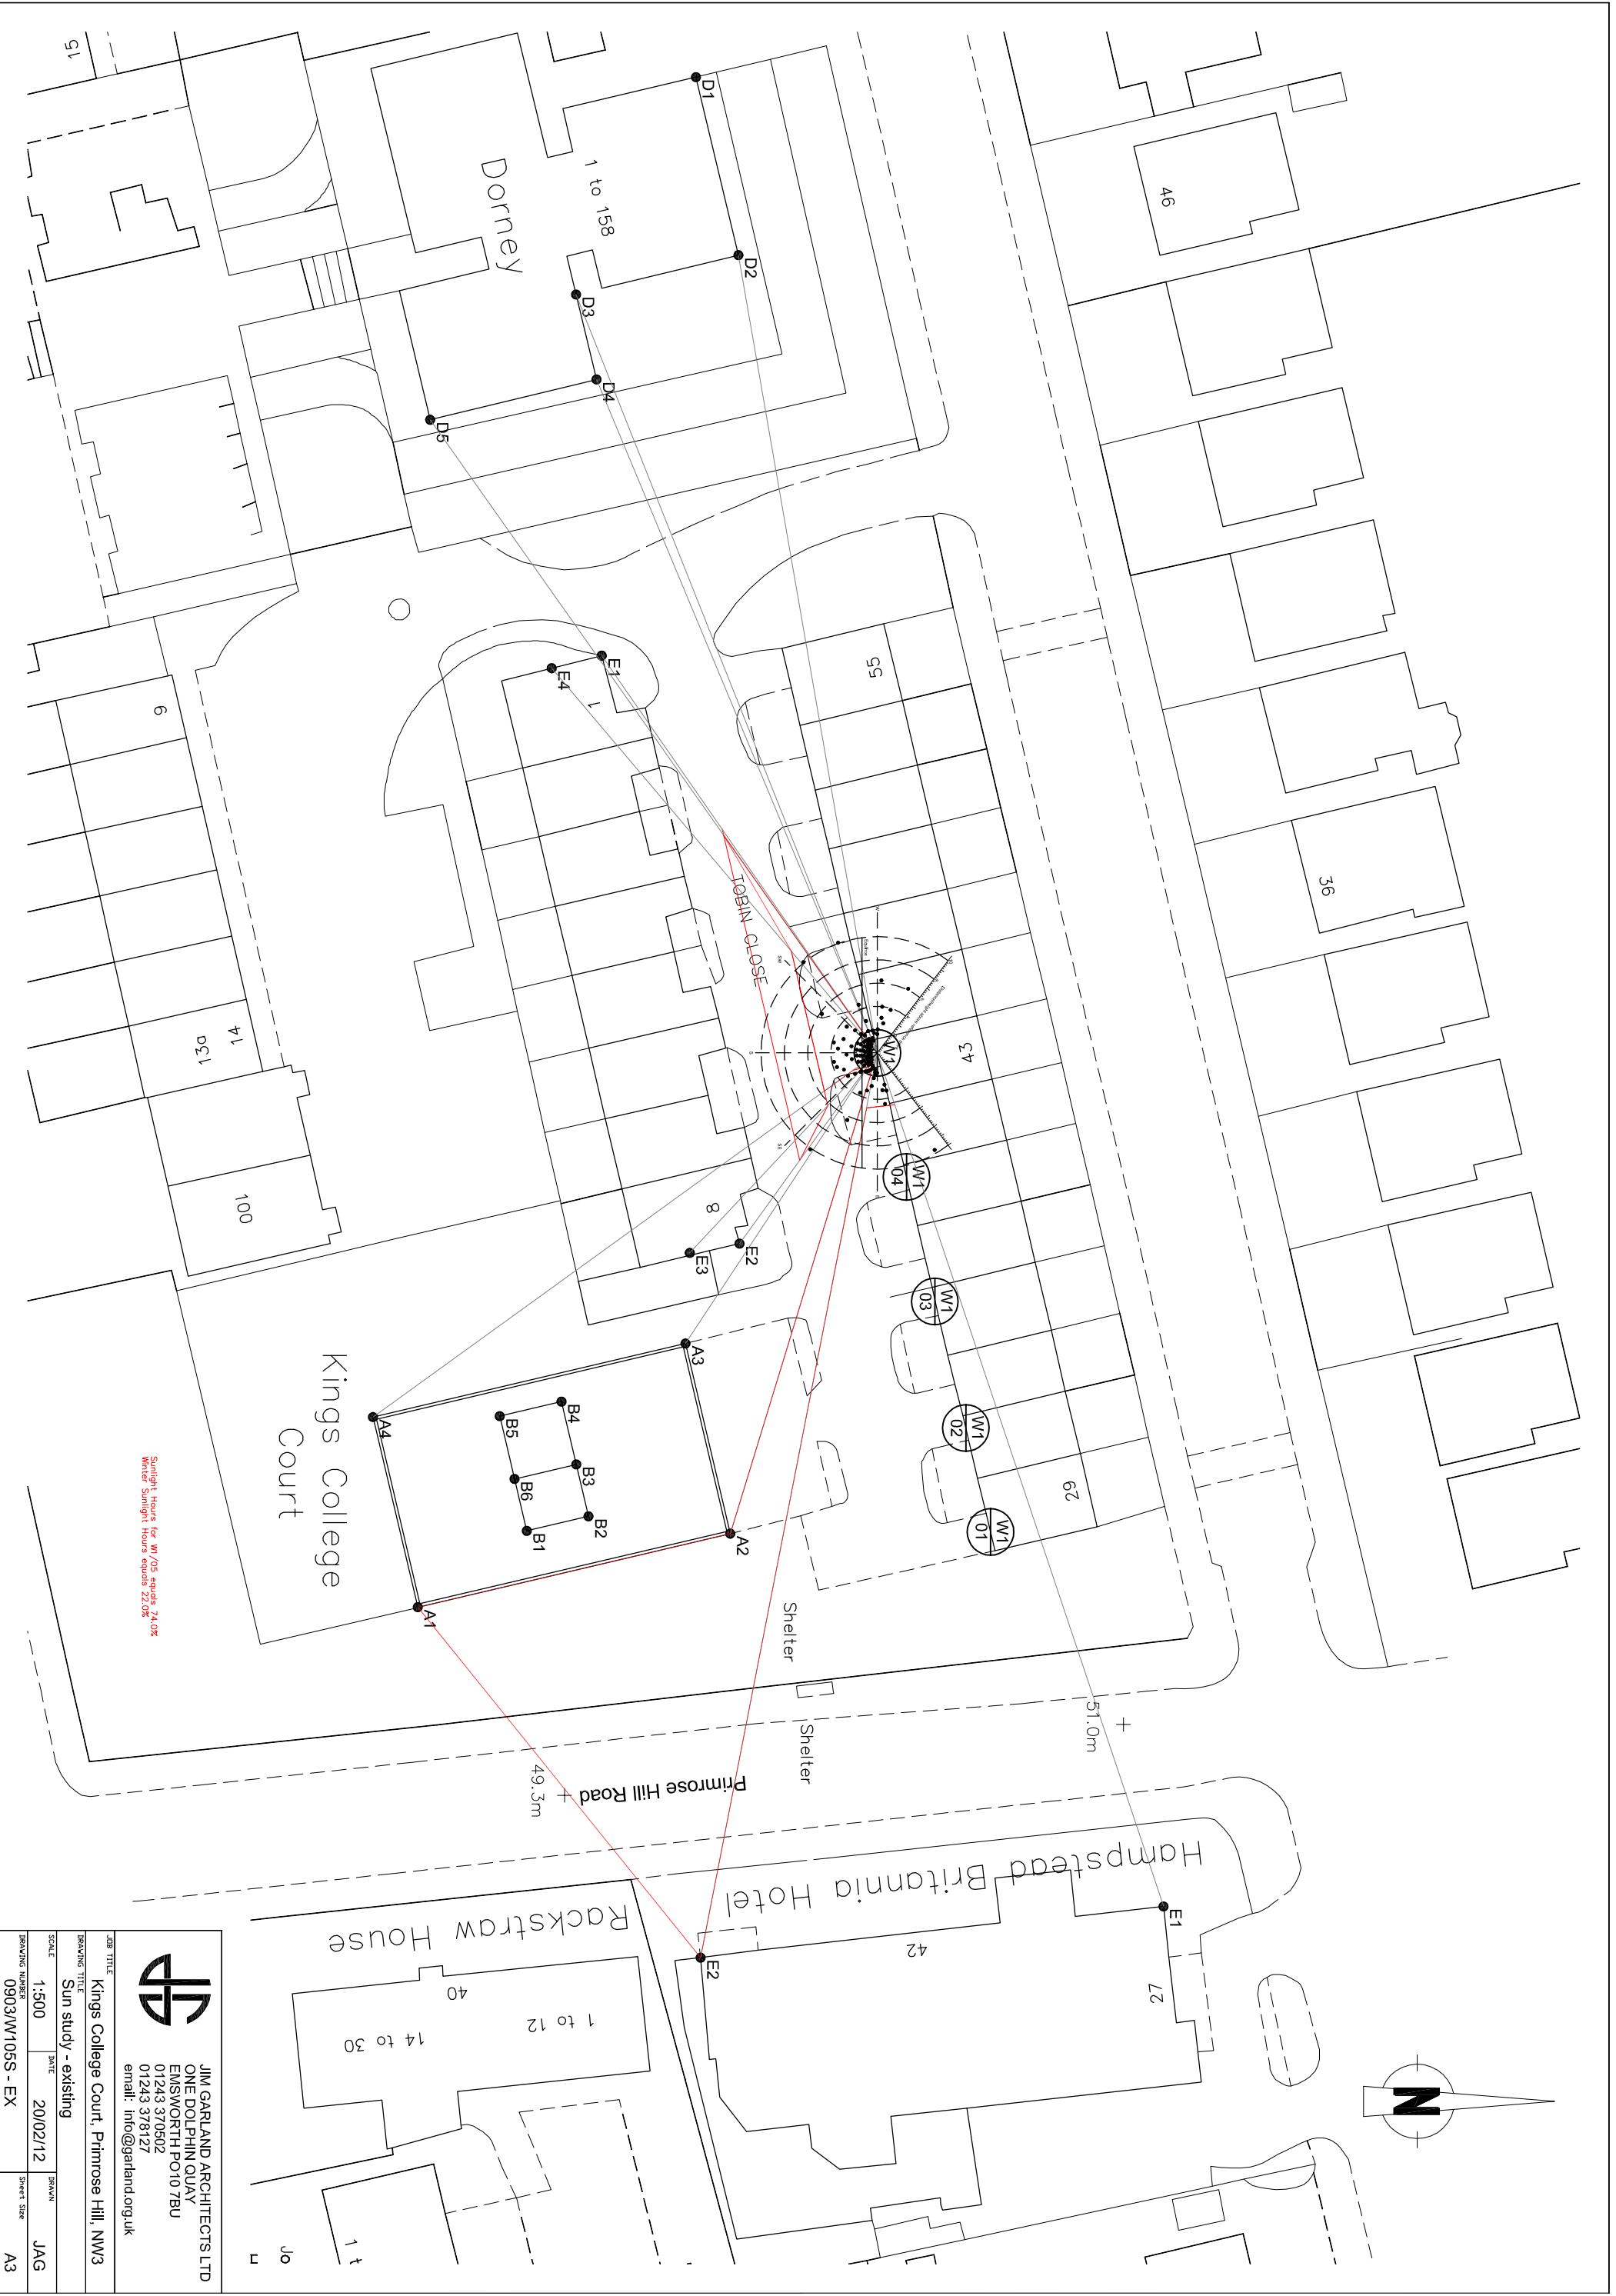 15
Dorney
1 to 158
D1
D2
D3
D4
D5
46
36
55
43
29
E1
E4
1
TOBIN CLOSE
9
13a
14
100
8
E2
E3
W1
W1
04
W1
03
W1
02
W1
01
W
SW
S
SE
A3
A4
A2
A1
B4
B5
B3
B6
B2
B1
Kings College
Court
Sunlight Hours for W1/05 equals 74.0%
Winter Sunlight Hours equals 22.0%
Shelter
Shelter
51.0m
49.3m
Primrose Hill Road
Hampstead Britannia Hotel
Rackstraw House
42
27
E1
E2
40
14 to 30
1 to 12
1 t
Jo
N
JIM GARLAND ARCHITECTS LTD
ONE DOLPHIN QUAY
EMSWORTH PO10 7BU
01243 370502
01243 378127
email: info@garland.org.uk
JOB TITLE
Kings College Court, Primrose Hill, NW3
DRAWING TITLE
Sun study - existing
SCALE
1:500
DATE
20/02/12
DRAWN
JAG
DRAWING NUMBER
0903/W105S - EX
Sheet Size
A3